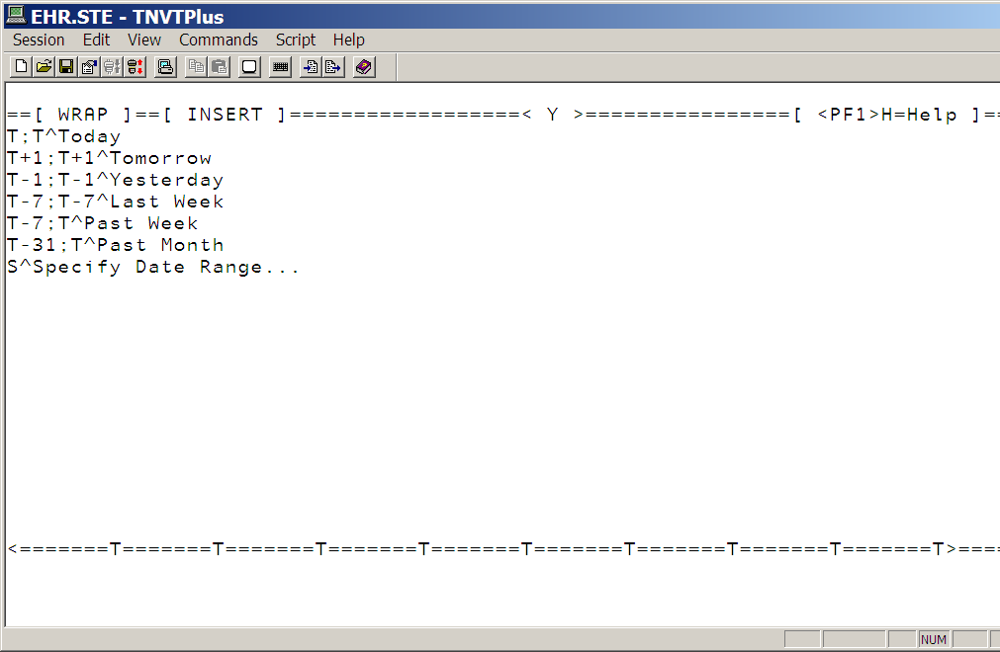 EHR.STE - TNVTPlus
Session Edit View Commands Script Help
==[ WRAP ]==[ INSERT ]==================< Y >================[ <PF1>H=Help ]==
T;T^Today
T+1;T+1^Tomorrow
T-1;T-1^Yesterday
T-7;T-7^Last Week
T-7;T^Past Week
T-31;T^Past Month
S^Specify Date Range...
<=======T=======T=======T=======T=======T=======T=======T=======T=======T>====
NUM